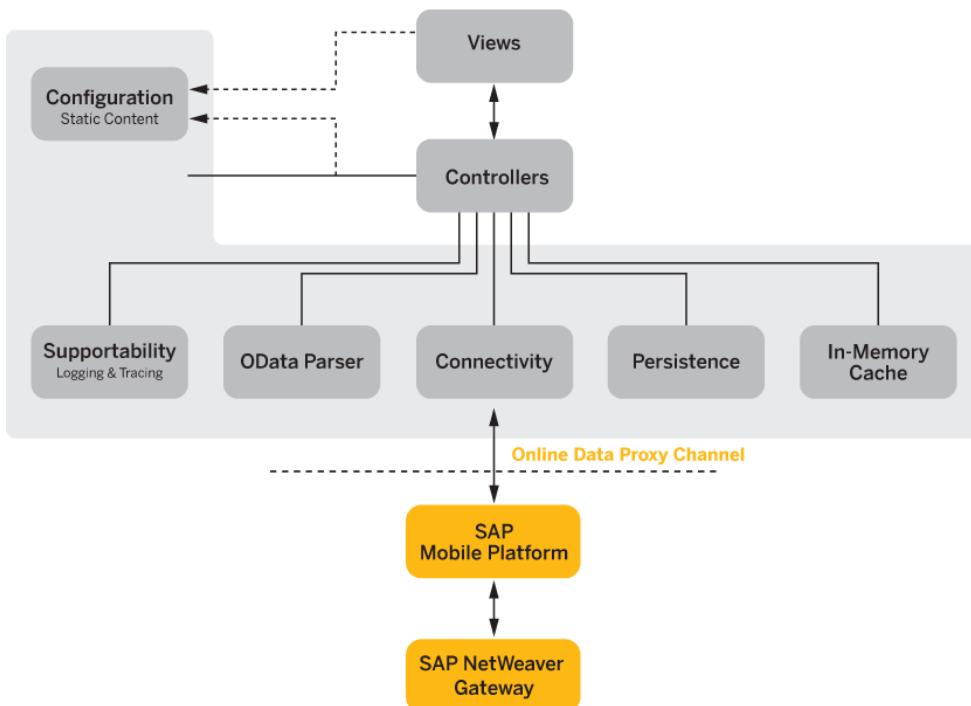 Views
Configuration
Static Content
Controllers
Supportability
Logging & Tracing
OData Parser
Connectivity
Persistence
In-Memory
Cache
Online Data Proxy Channel
SAP
Mobile Platform
SAP NetWeaver
Gateway